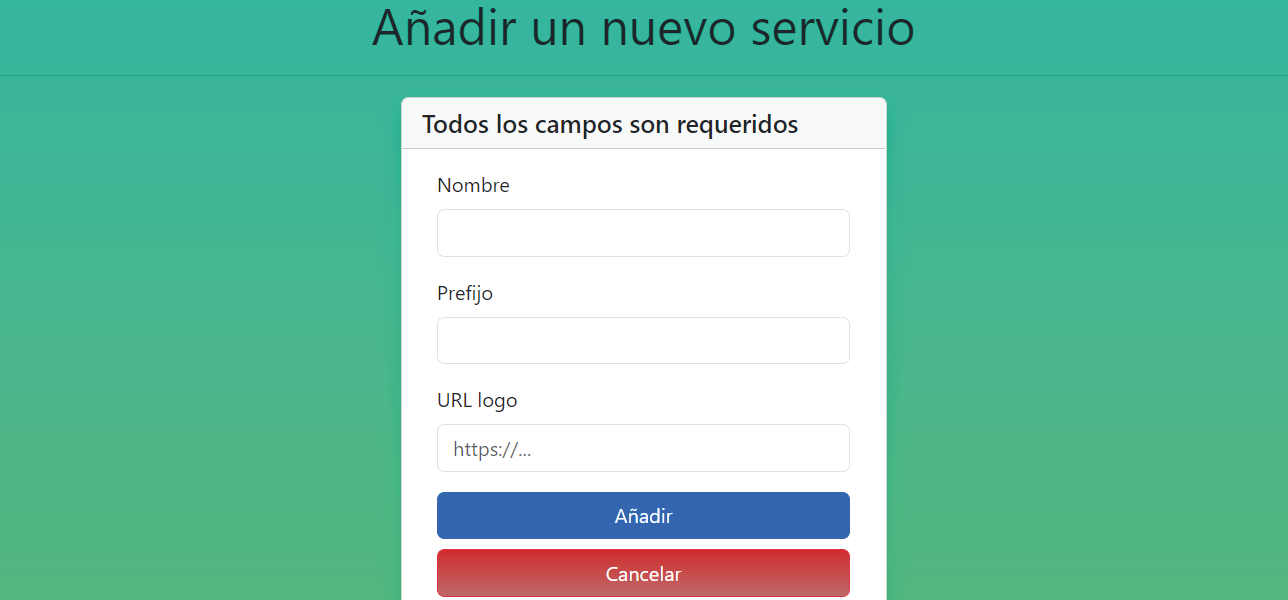 Añadir un nuevo servicio
Todos los campos son requeridos
Nombre
Prefijo
URL logo
https://...
Añadir
Cancelar